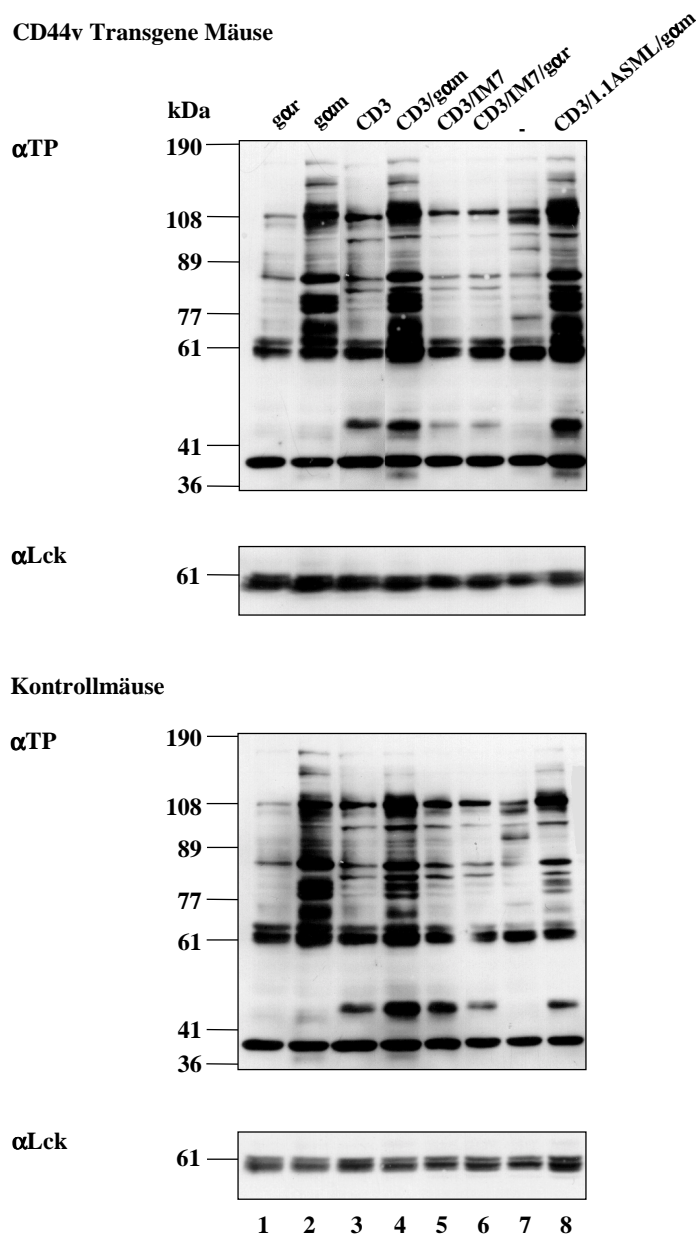 CD44v Transgene Mäuse
kDa
gαr
gαm
CD3
CD3/gαm
CD3/IM7
CD3/IM7/gαr
-
CD3/1.1ASML/gαm
αTP
190
108
89
77
61
41
36
αLck
61
Kontrollmäuse
αTP
190
108
89
77
61
41
36
αLck
61
1 2 3 4 5 6 7 8